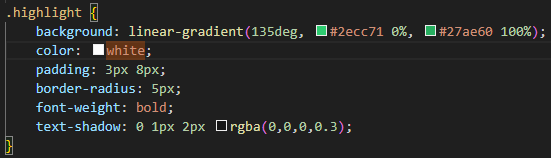 .highlight {
    background: linear-gradient(135deg, #2ecc71 0%, #27ae60 100%);
    color: white;
    padding: 3px 8px;
    border-radius: 5px;
    font-weight: bold;
    text-shadow: 0 1px 2px rgba(0,0,0,0.3);
}